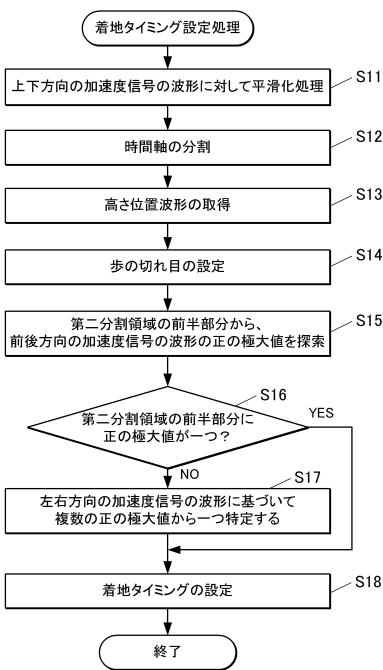 着地タイミング設定処理
上下方向の加速度信号の波形に対して平滑化処理
S11
時間軸の分割
S12
高さ位置波形の取得
S13
歩の切れ目の設定
S14
第二分割領域の前半部分から、
前後方向の加速度信号の波形の正の極大値を探索
S15
第二分割領域の前半部分に
正の極大値が一つ？
S16
YES
NO
左右方向の加速度信号の波形に基づいて
複数の正の極大値から一つ特定する
S17
着地タイミングの設定
S18
終了